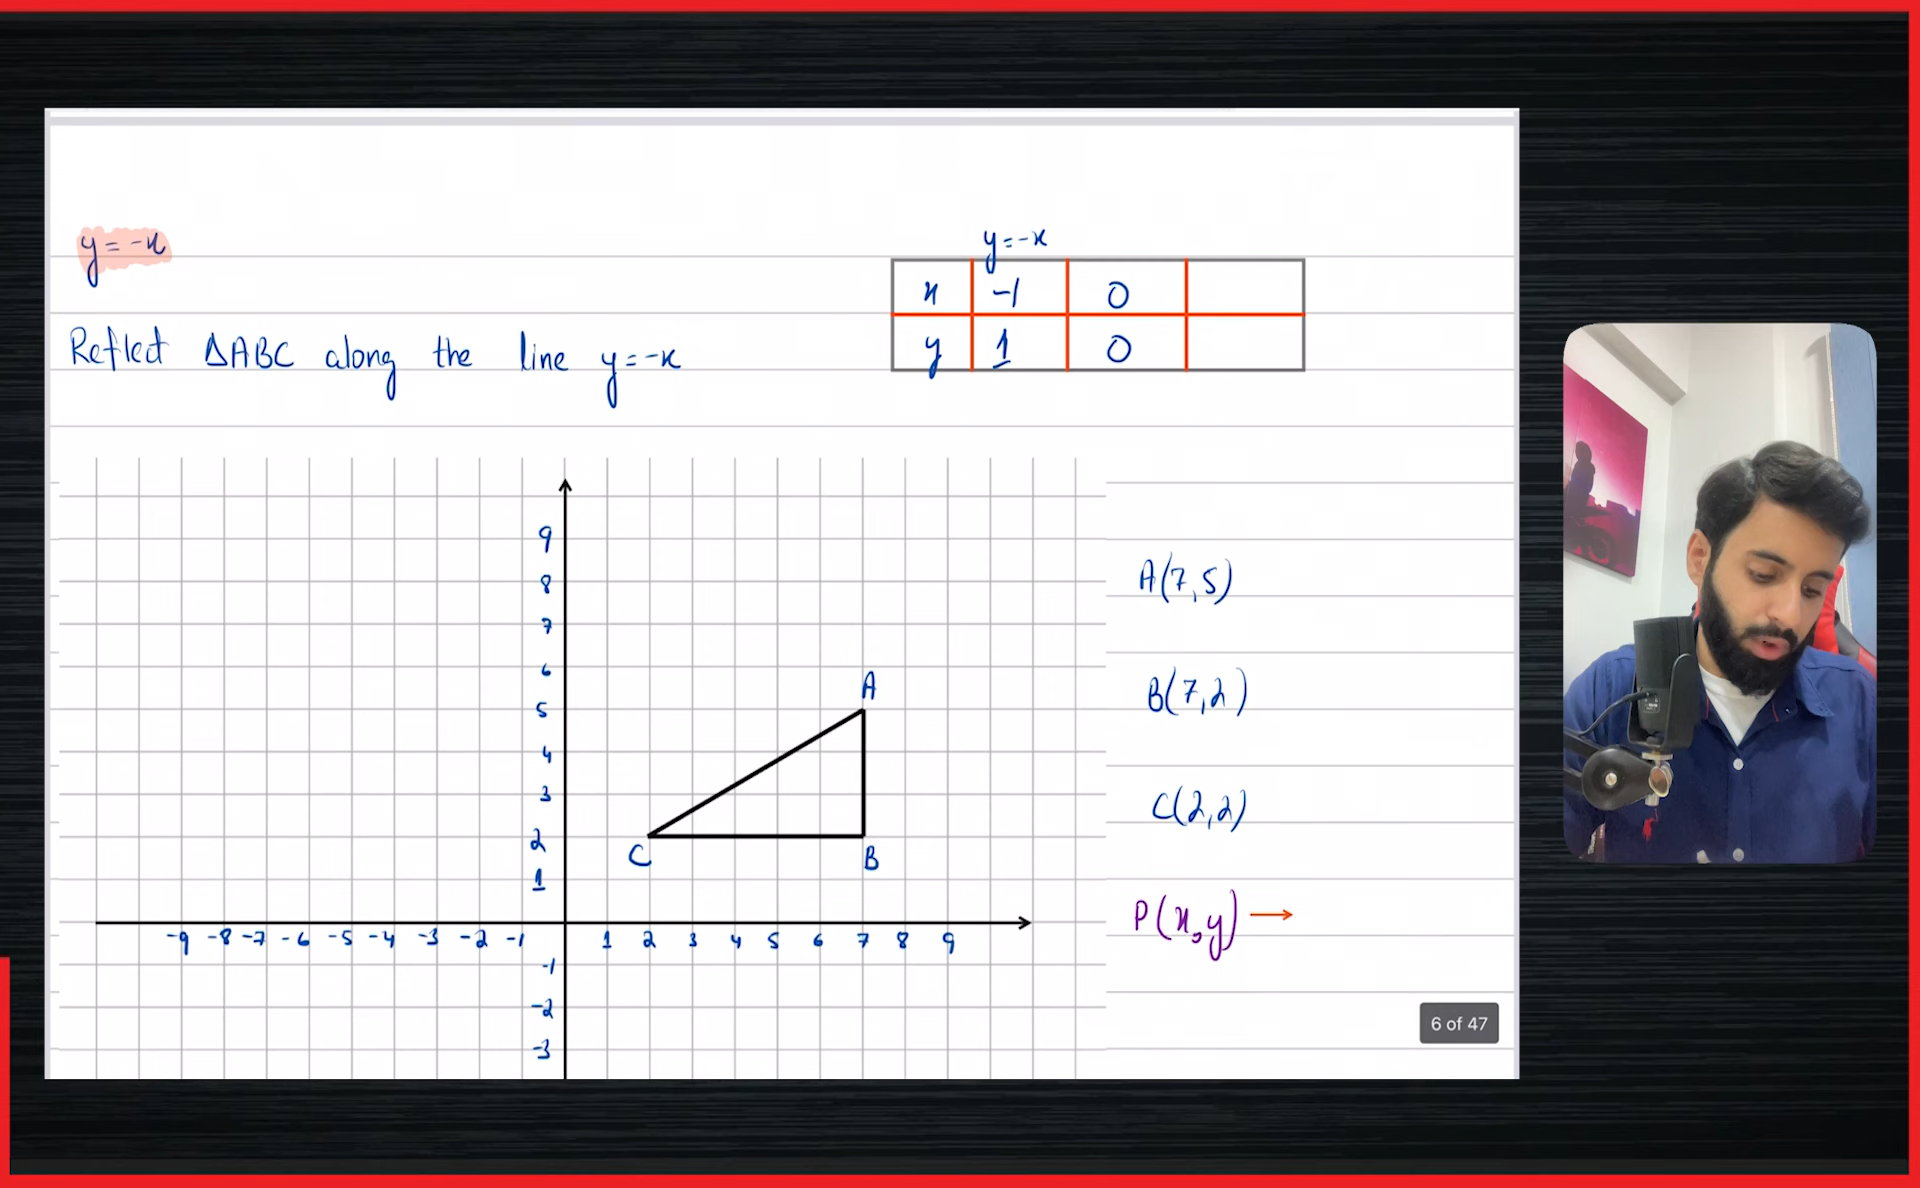 y=-x
y=-x
x -1 0
y 1 0
Reflect ΔABC along the line y=-x
9
8
7
6
5
4
3
2
1
A
C
B
-9 -8 -7 -6 -5 -4 -3 -2 -1 1 2 3 4 5 6 7 8 9
-1
-2
-3
A(7,5)
B(7,2)
C(2,2)
P(x,y) →
6 of 47